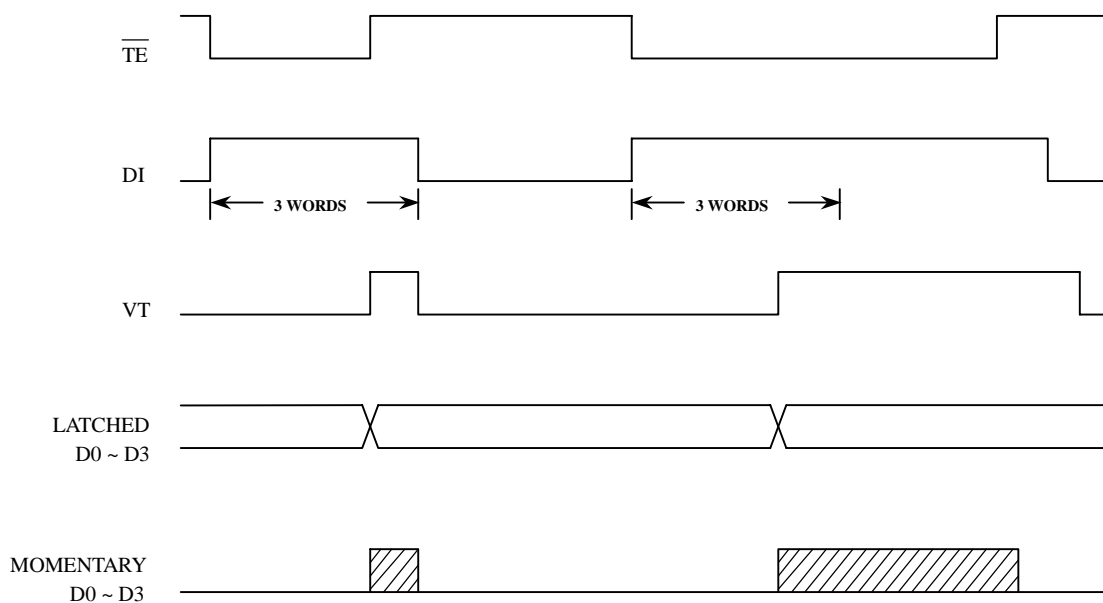 TE
DI
3 WORDS 3 WORDS
VT
LATCHED
D0 ~ D3
MOMENTARY
D0 ~ D3